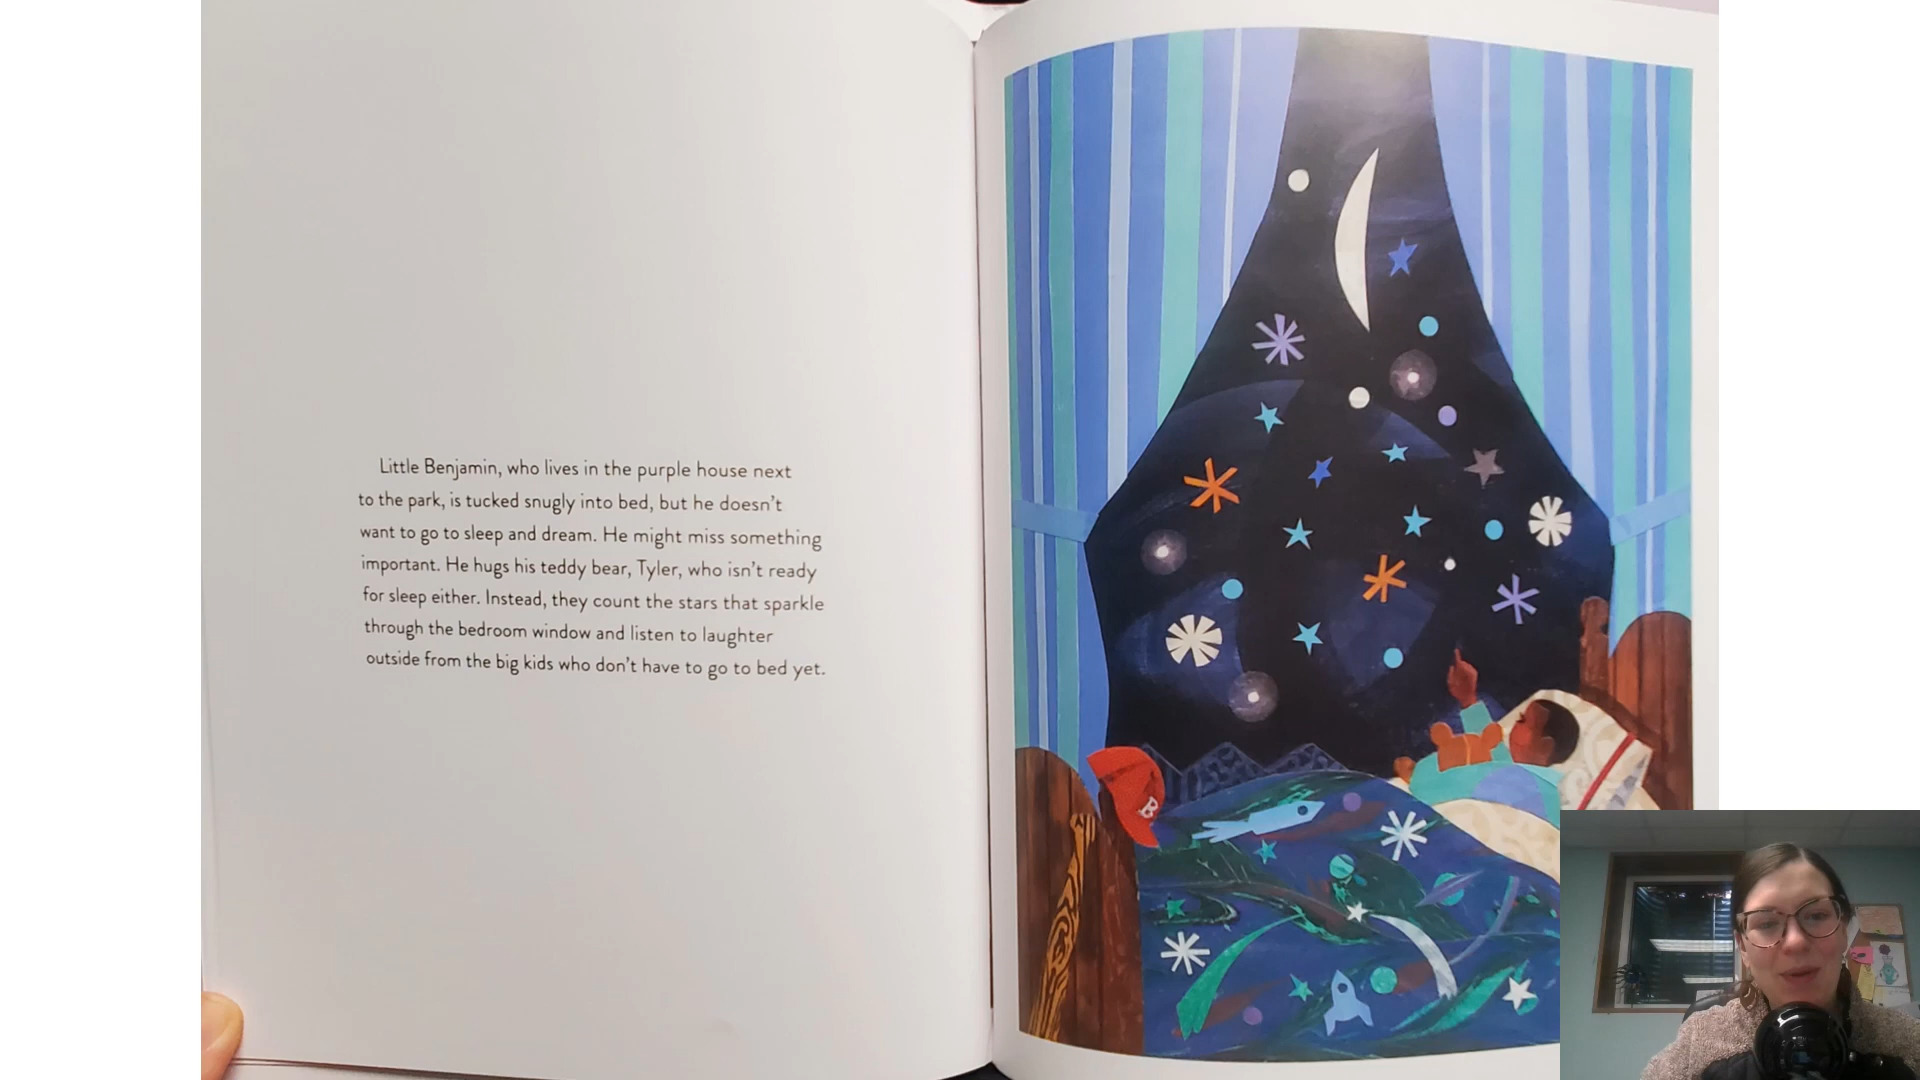 Little Benjamin, who lives in the purple house next
to the park, is tucked snugly into bed, but he doesn't
want to go to sleep and dream. He might miss something
important. He hugs his teddy bear, Tyler, who isn't ready
for sleep either. Instead, they count the stars that sparkle
through the bedroom window and listen to laughter
outside from the big kids who don't have to go to bed yet.
B